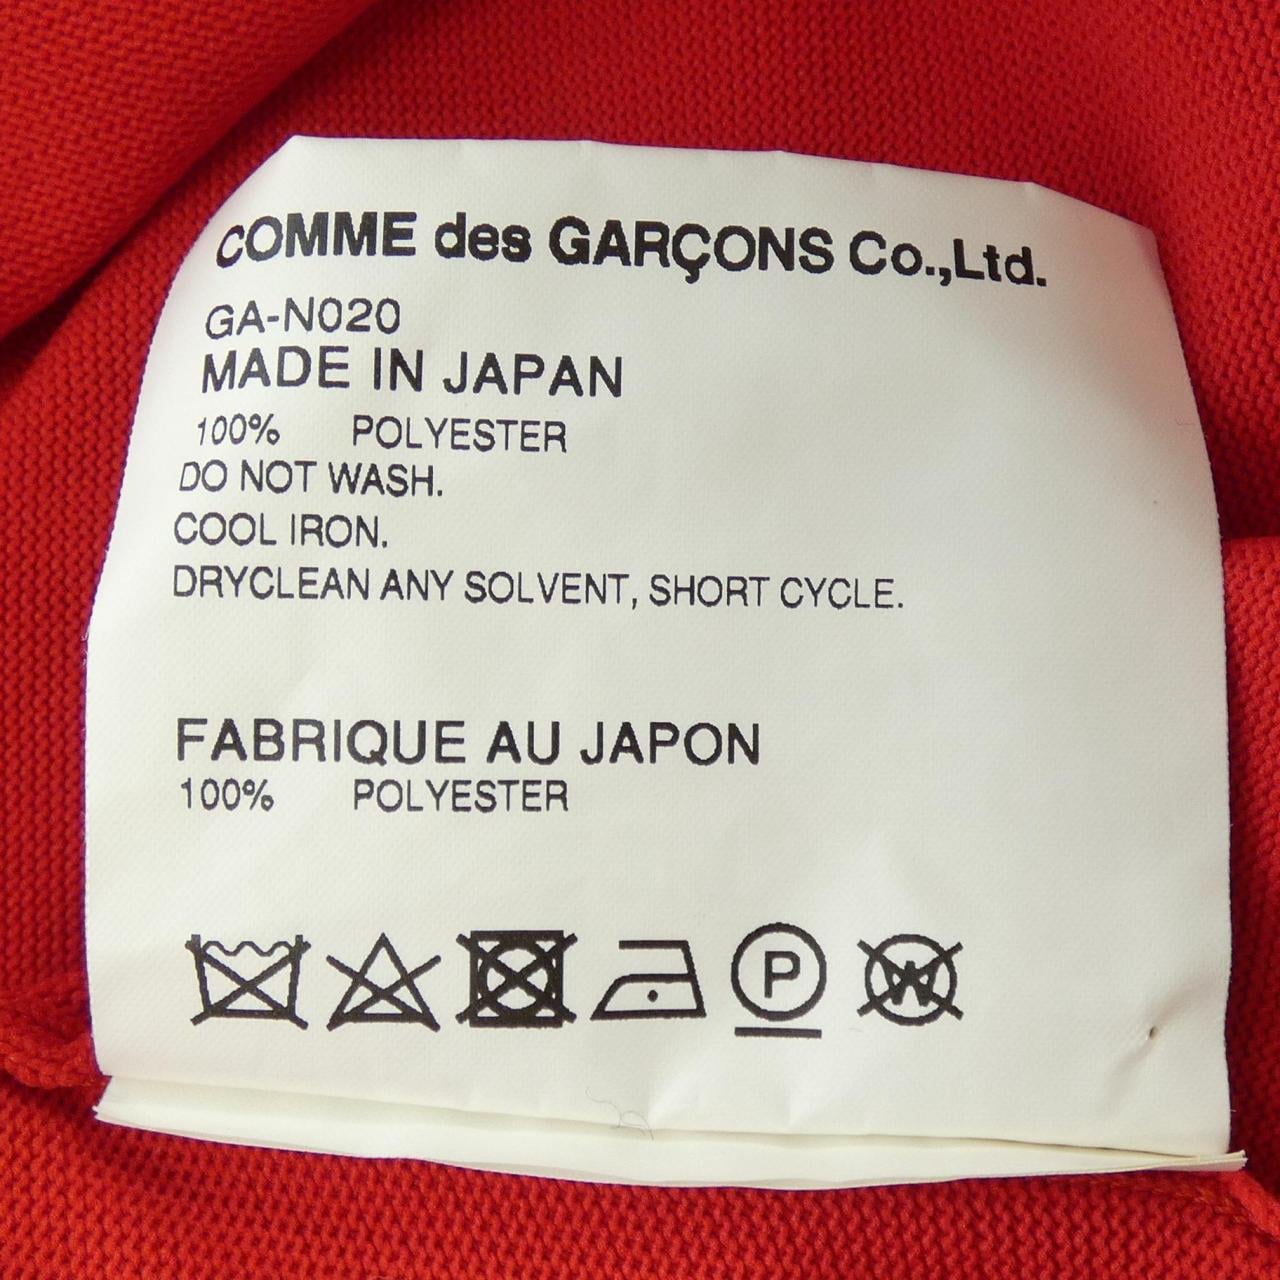 COMME des GARÇONS Co.,Ltd.
GA-N020
MADE IN JAPAN
100% POLYESTER
DO NOT WASH.
COOL IRON.
DRYCLEAN ANY SOLVENT, SHORT CYCLE.
FABRIQUE AU JAPON
100% POLYESTER
P W